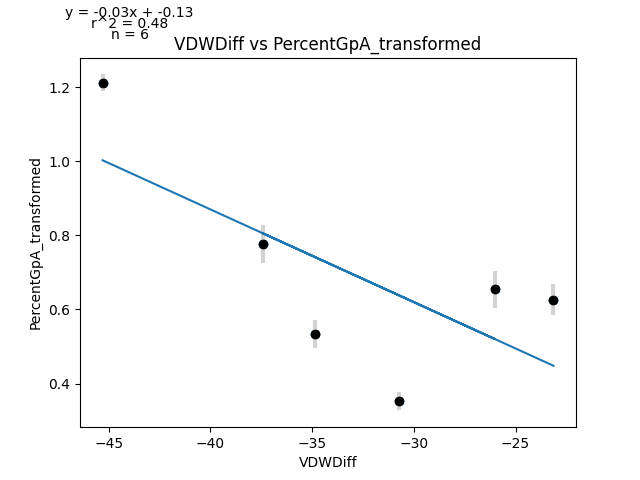 y = -0.03x + -0.13
r^2 = 0.48
n = 6
VDWDiff vs PercentGpA_transformed
PercentGpA_transformed
1.2
1.0
0.8
0.6
0.4
−45
−40
−35
−30
−25
VDWDiff